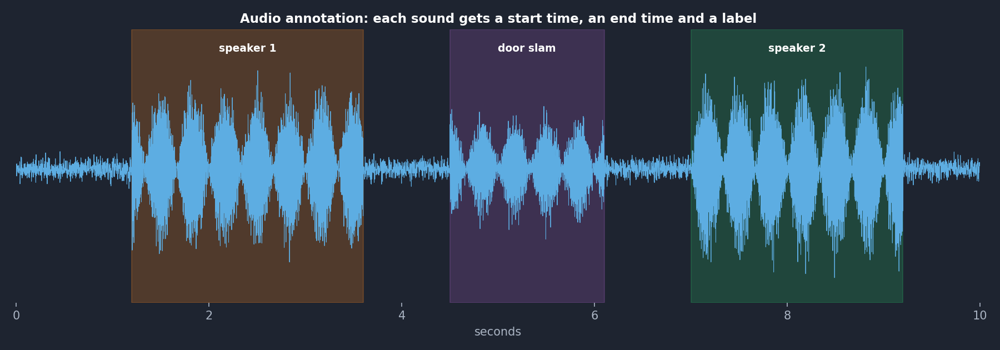 Audio annotation: each sound gets a start time, an end time and a label
speaker 1
door slam
speaker 2
0
2
4
6
8
10
seconds